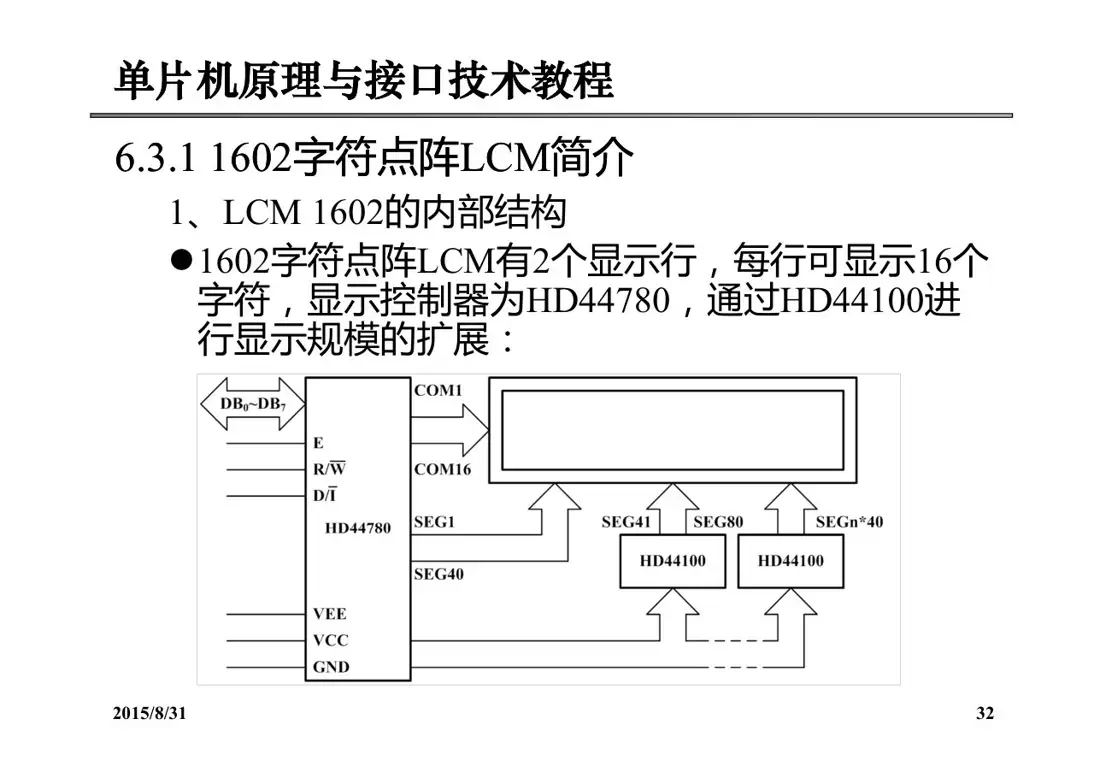 单片机原理与接口技术教程
6.3.1 1602字符点阵LCM简介
1、LCM 1602的内部结构
●1602字符点阵LCM有2个显示行，每行可显示16个
字符，显示控制器为HD44780，通过HD44100进
行显示规模的扩展：
DB₀~DB₇
COM1
E
R/W̅
COM16
D/I̅
HD44780
SEG1
SEG41
SEG80
SEGn*40
HD44100
HD44100
SEG40
VEE
VCC
GND
2015/8/31
32